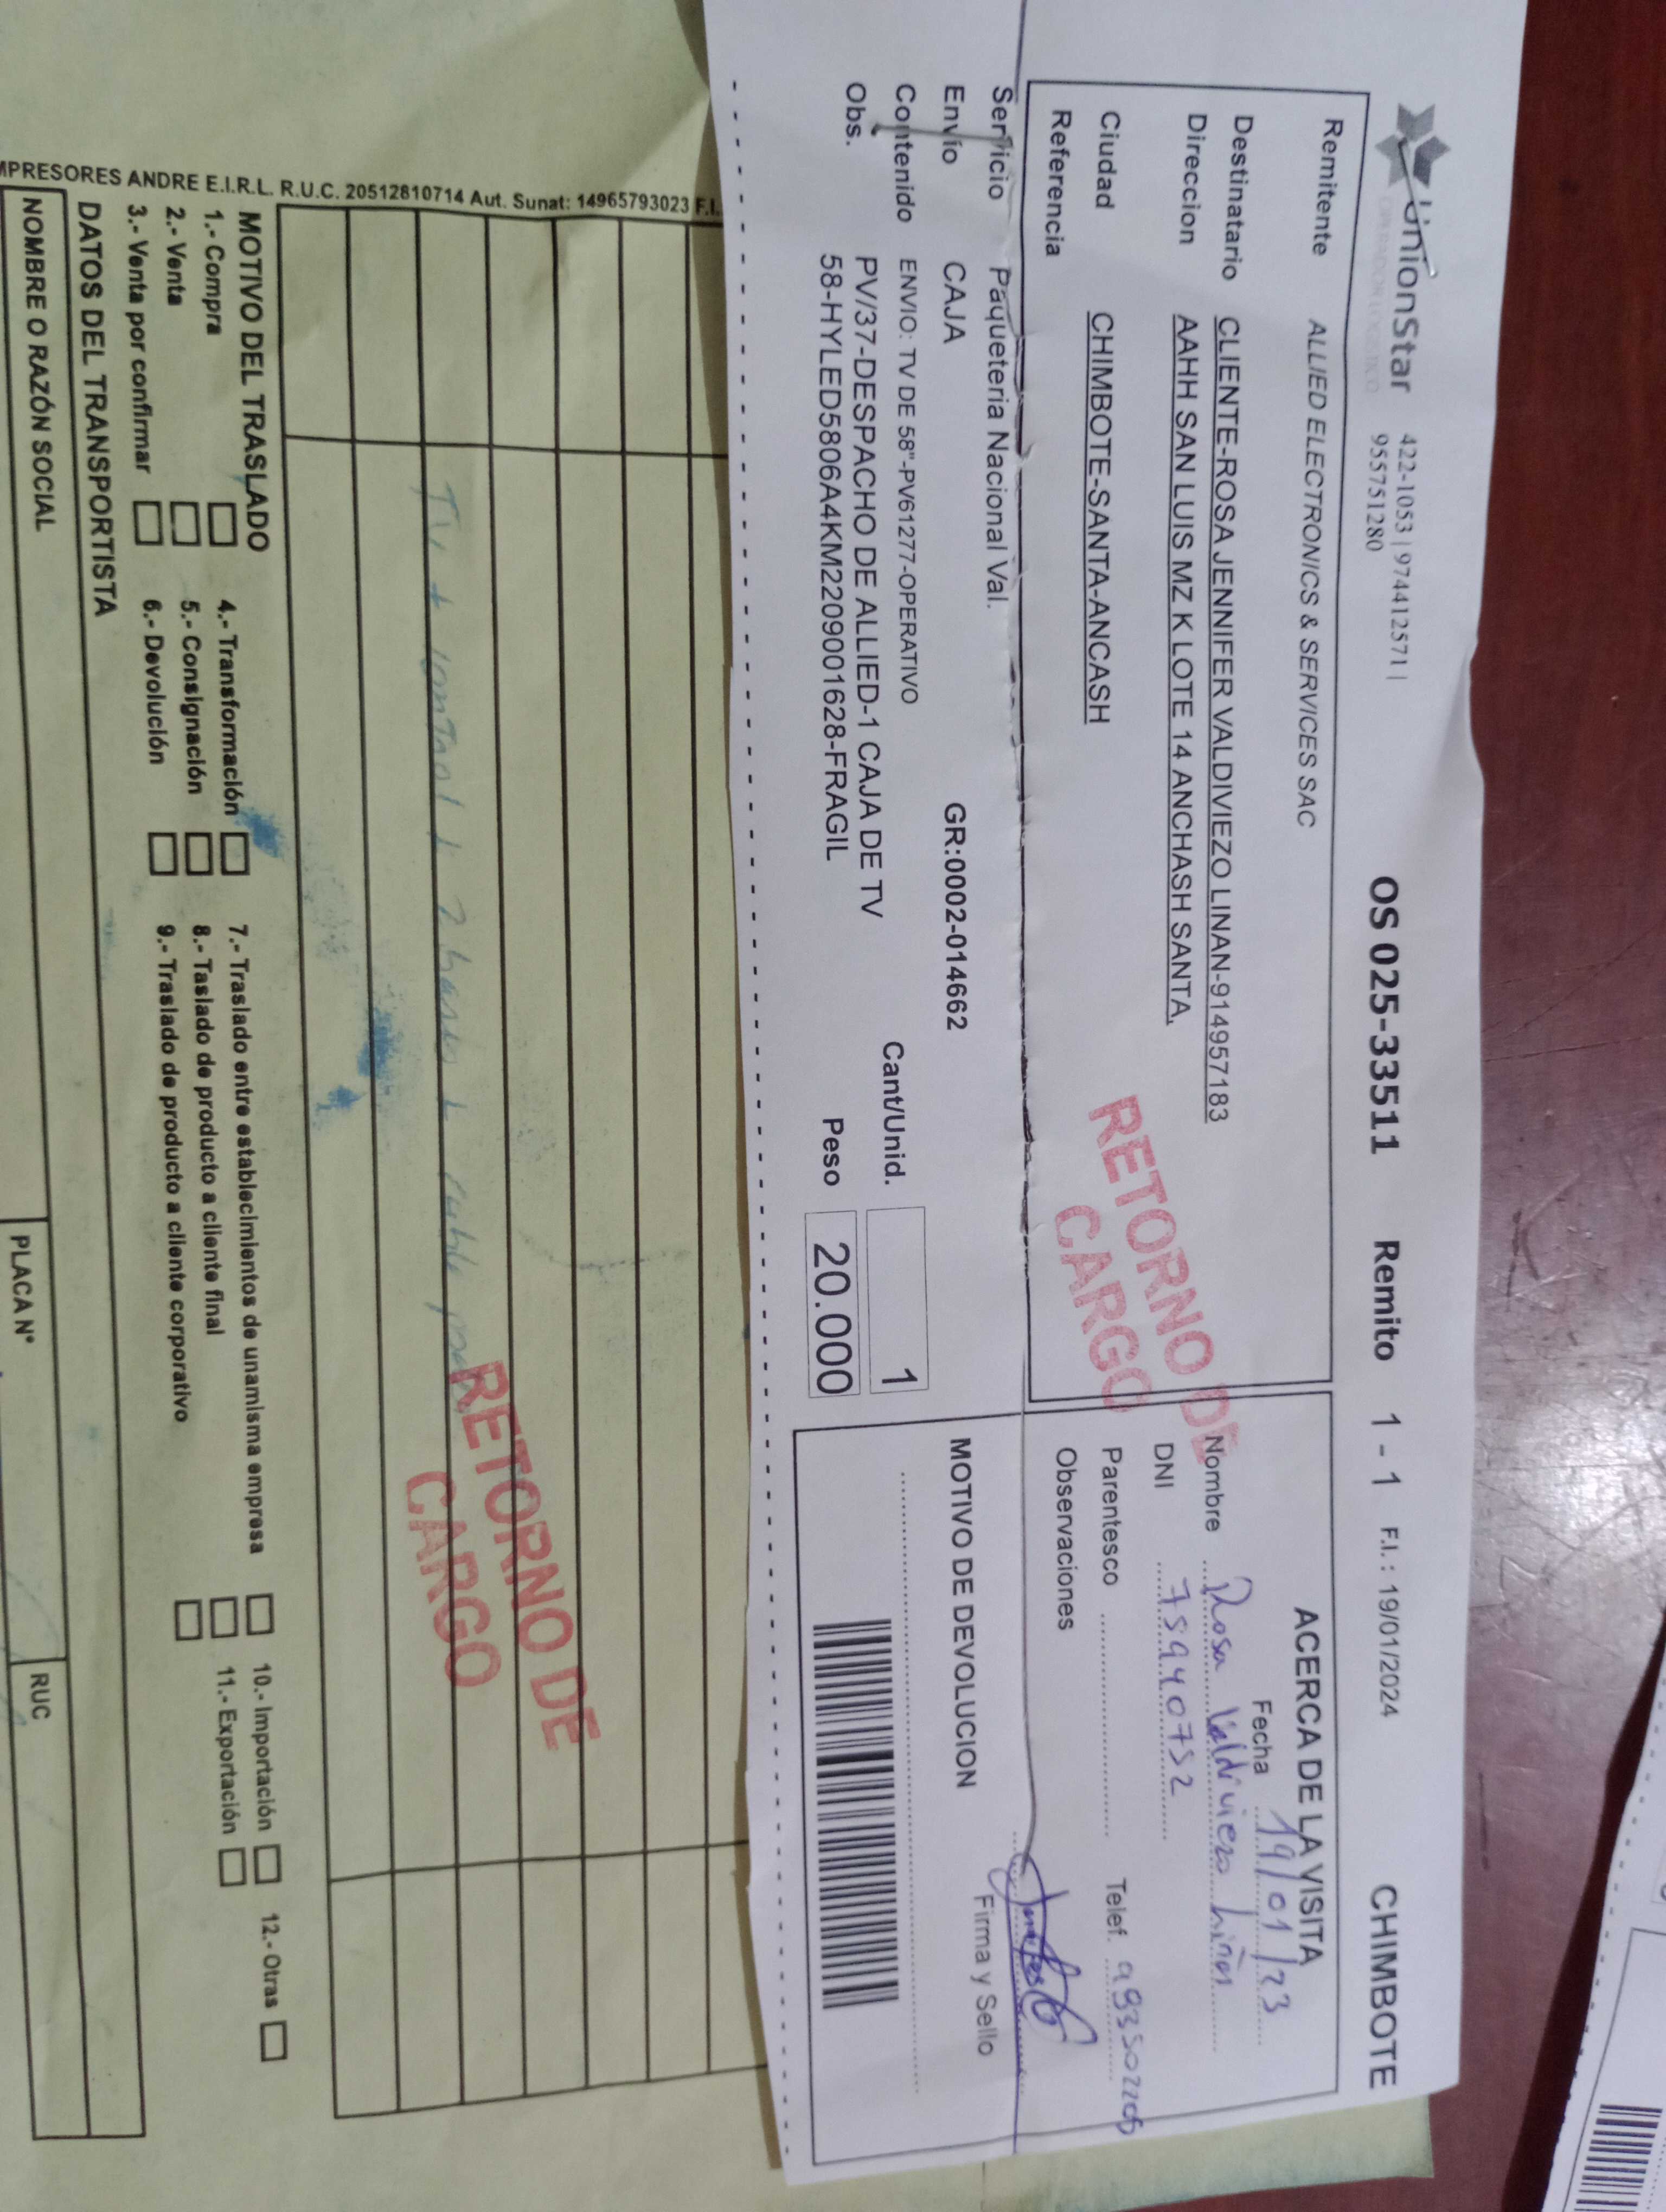 UnionStar
OPERADOR LOGISTICO
422-1053 | 974412571 |
955751280
OS 025-33511 Remito 1 - 1 F.I. : 19/01/2024 CHIMBOTE
Remitente ALLIED ELECTRONICS & SERVICES SAC
Destinatario CLIENTE-ROSA JENNIFER VALDIVIEZO LINAN-914957183
Direccion AAHH SAN LUIS MZ K LOTE 14 ANCHASH SANTA,
Ciudad CHIMBOTE-SANTA-ANCASH
Referencia
RETORNO DE
CARGO
ACERCA DE LA VISITA
Fecha 19/01/23
Nombre Rosa Valdiviezo Liñan
DNI 75940752
Parentesco Telef.
Observaciones
Servicio Paqueteria Nacional Val.
Envío CAJA GR:0002-014662
Contenido ENVIO: TV DE 58"-PV61277-OPERATIVO Cant/Unid. 1
Obs. PV/37-DESPACHO DE ALLIED-1 CAJA DE TV
58-HYLED5806A4KM2209001628-FRAGIL Peso 20.000
Firma y Sello
MOTIVO DE DEVOLUCION
MPRESORES ANDRE E.I.R.L. R.U.C. 20512810714 Aut. Sunat: 14965793023 F.I.
RETORNO DE
CARGO
MOTIVO DEL TRASLADO
1.- Compra
2.- Venta
3.- Venta por confirmar
4.- Transformación
5.- Consignación
6.- Devolución
7.- Traslado entre establecimientos de unamisma empresa
8.- Taslado de producto a cliente final
9.- Traslado de producto a cliente corporativo
10.- Importación
11.- Exportación
12.- Otras
DATOS DEL TRANSPORTISTA
NOMBRE O RAZÓN SOCIAL PLACA N° RUC